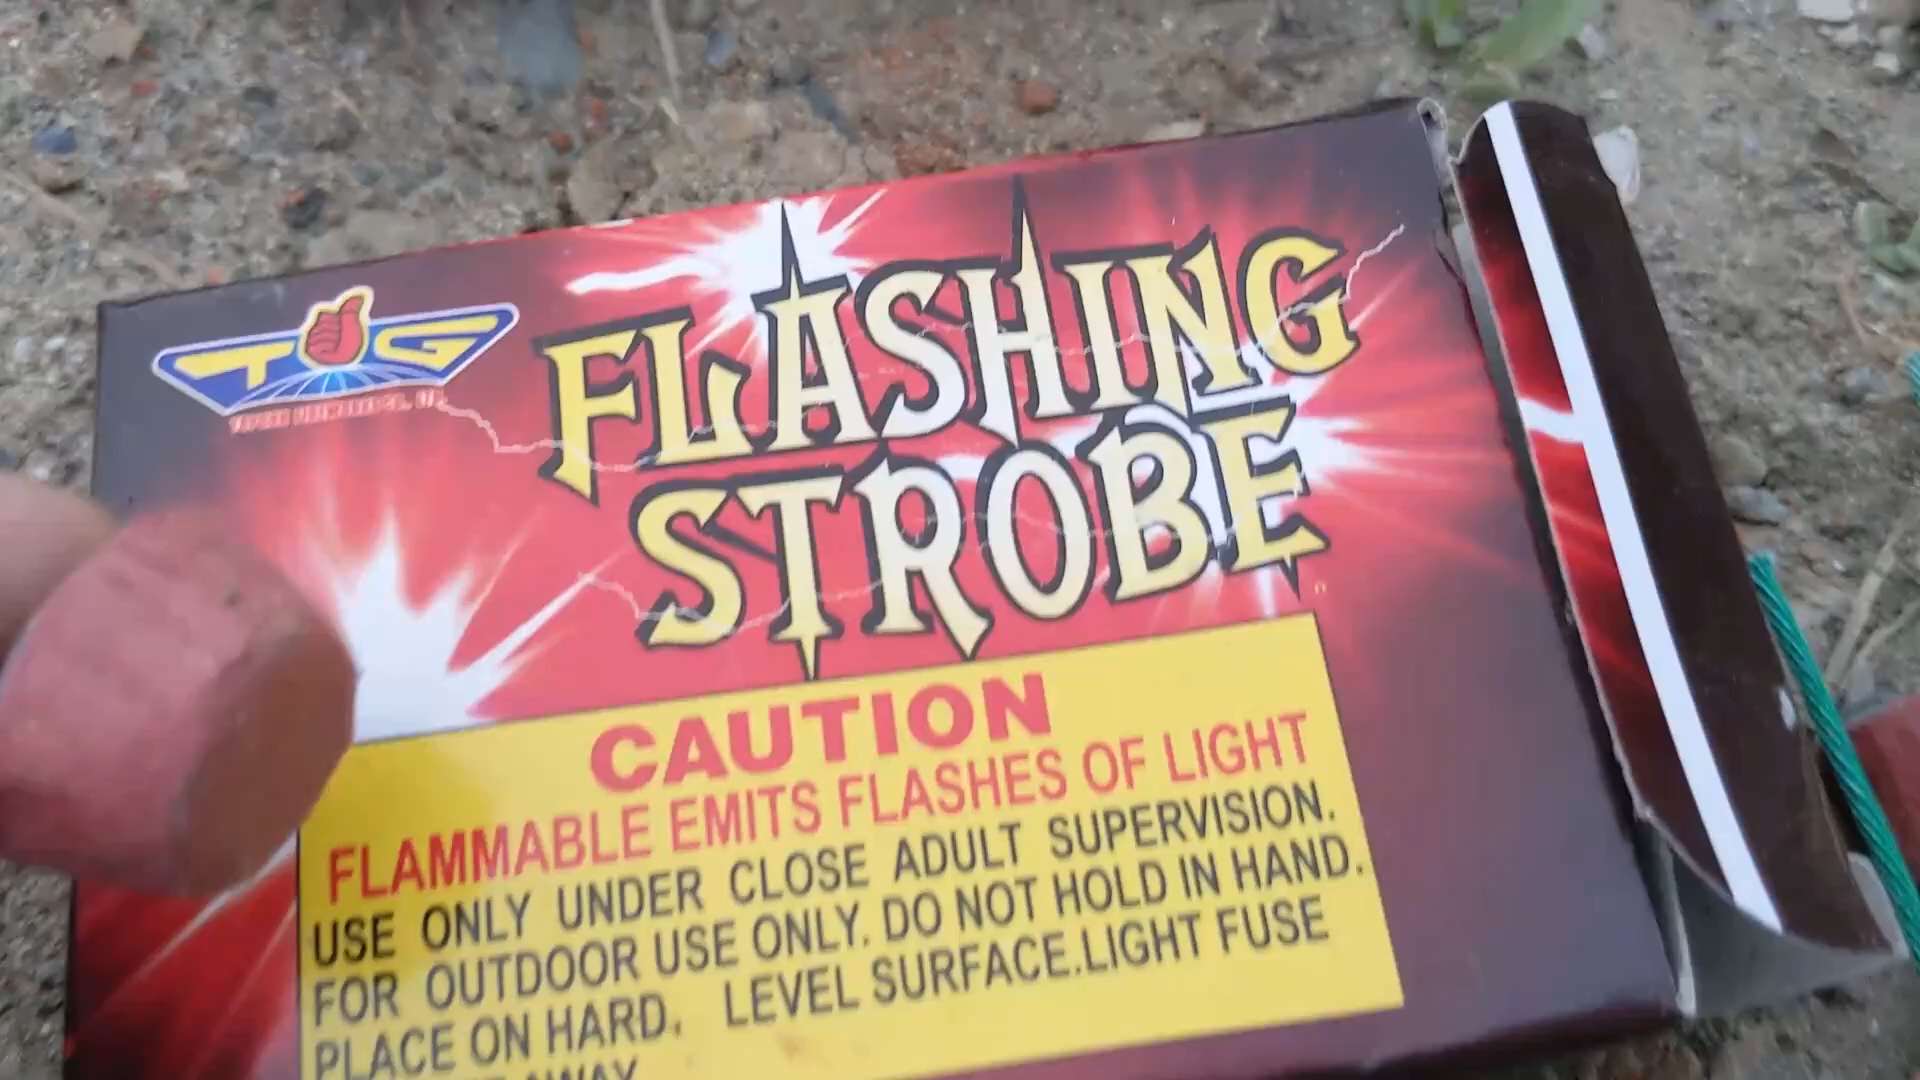 TG
FLASHING
STROBE
CAUTION
FLAMMABLE EMITS FLASHES OF LIGHT
USE ONLY UNDER CLOSE ADULT SUPERVISION.
FOR OUTDOOR USE ONLY. DO NOT HOLD IN HAND.
PLACE ON HARD. LEVEL SURFACE.LIGHT FUSE
AWAY